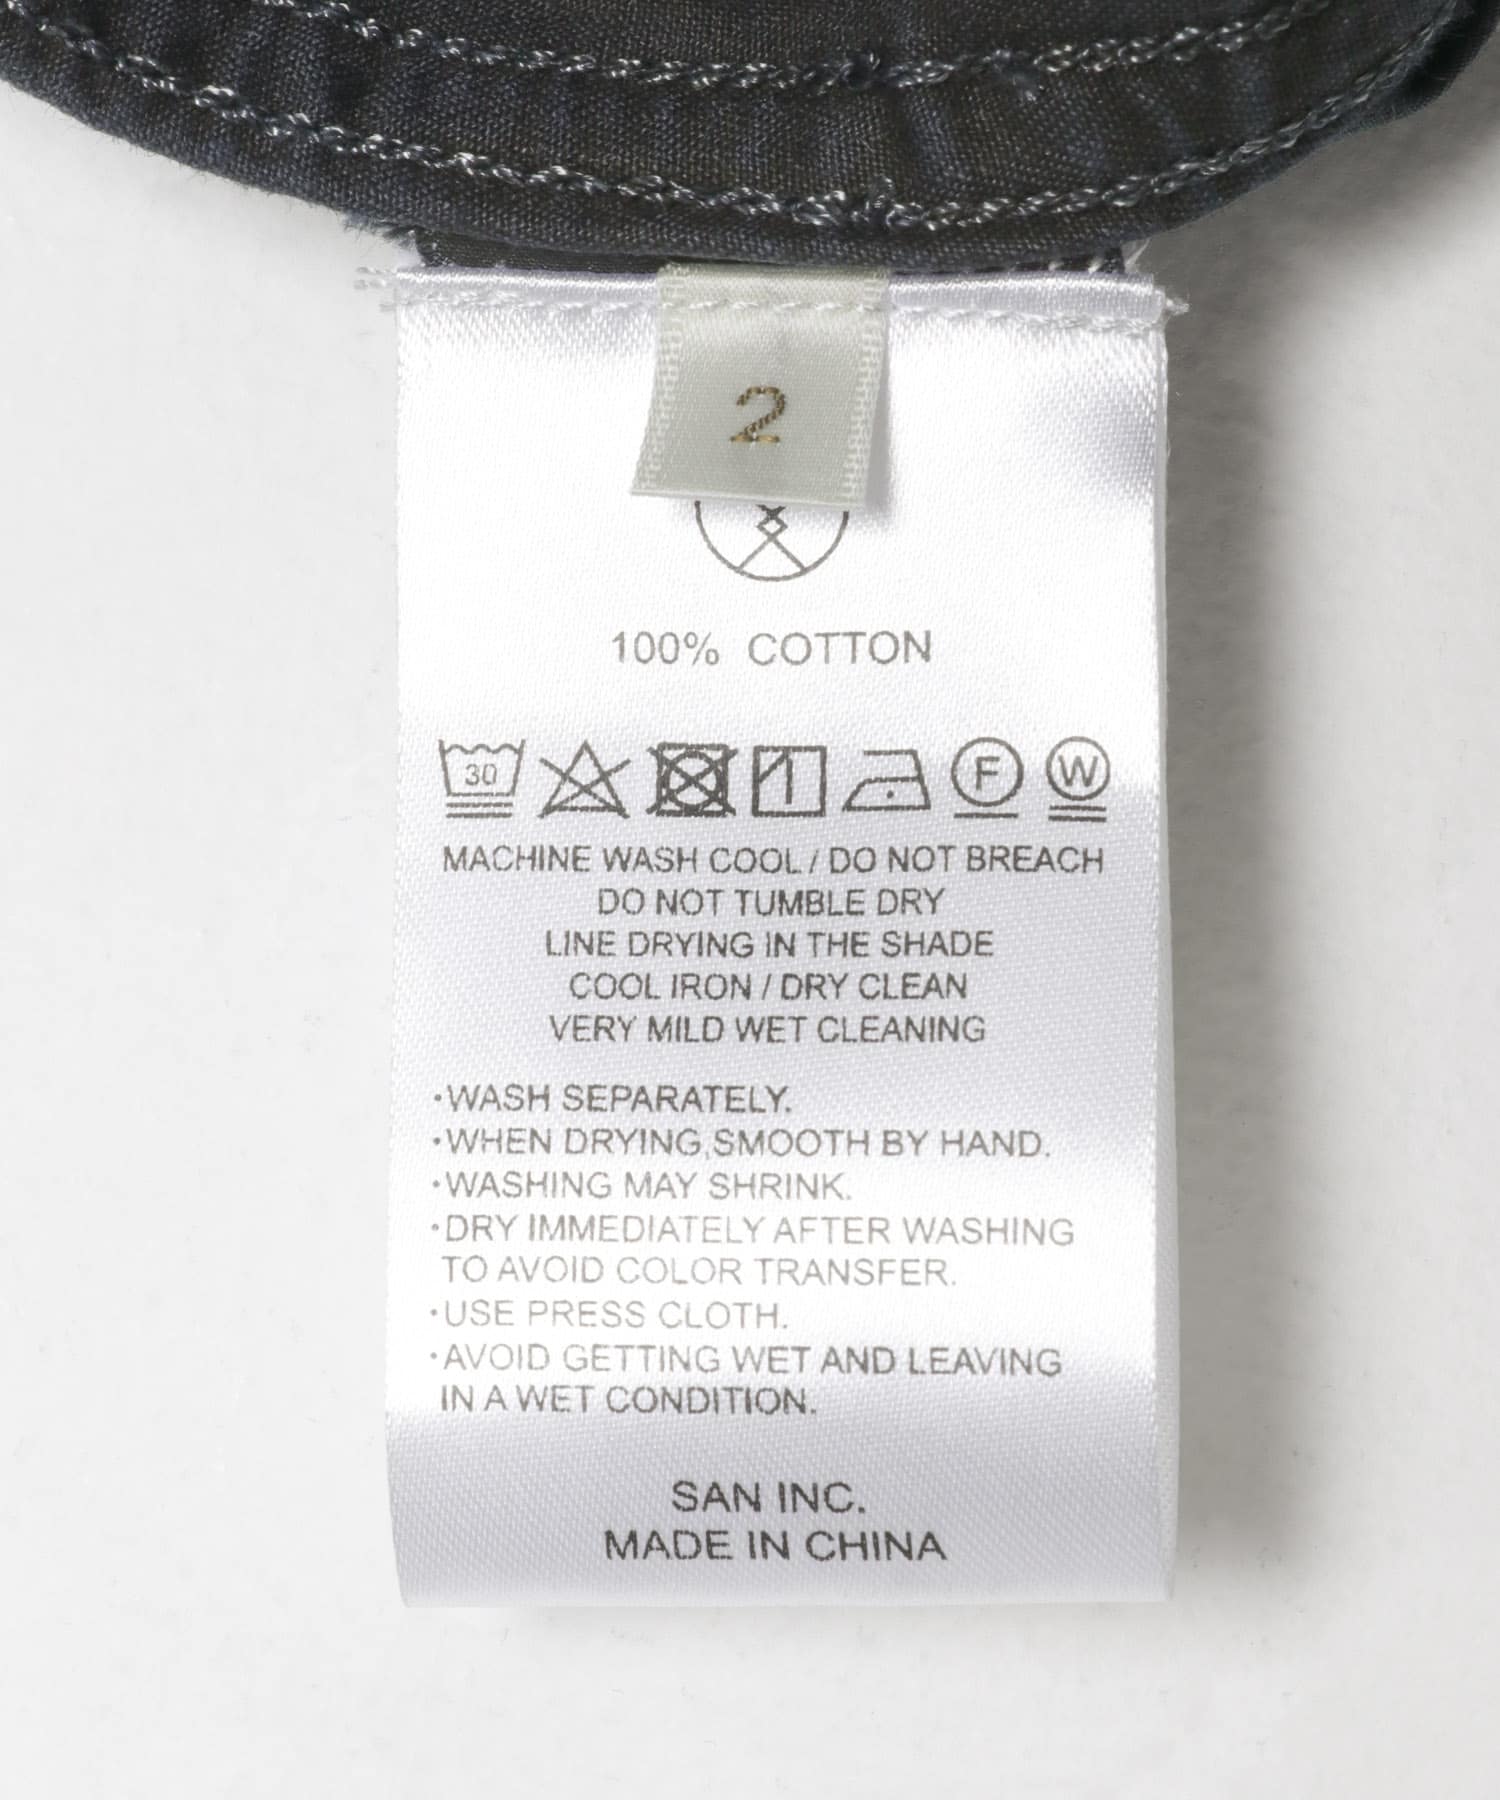 2
100% COTTON
30 F W
MACHINE WASH COOL / DO NOT BREACH
DO NOT TUMBLE DRY
LINE DRYING IN THE SHADE
COOL IRON / DRY CLEAN
VERY MILD WET CLEANING
・WASH SEPARATELY.
・WHEN DRYING,SMOOTH BY HAND.
・WASHING MAY SHRINK.
・DRY IMMEDIATELY AFTER WASHING
TO AVOID COLOR TRANSFER.
・USE PRESS CLOTH.
・AVOID GETTING WET AND LEAVING
IN A WET CONDITION.
SAN INC.
MADE IN CHINA